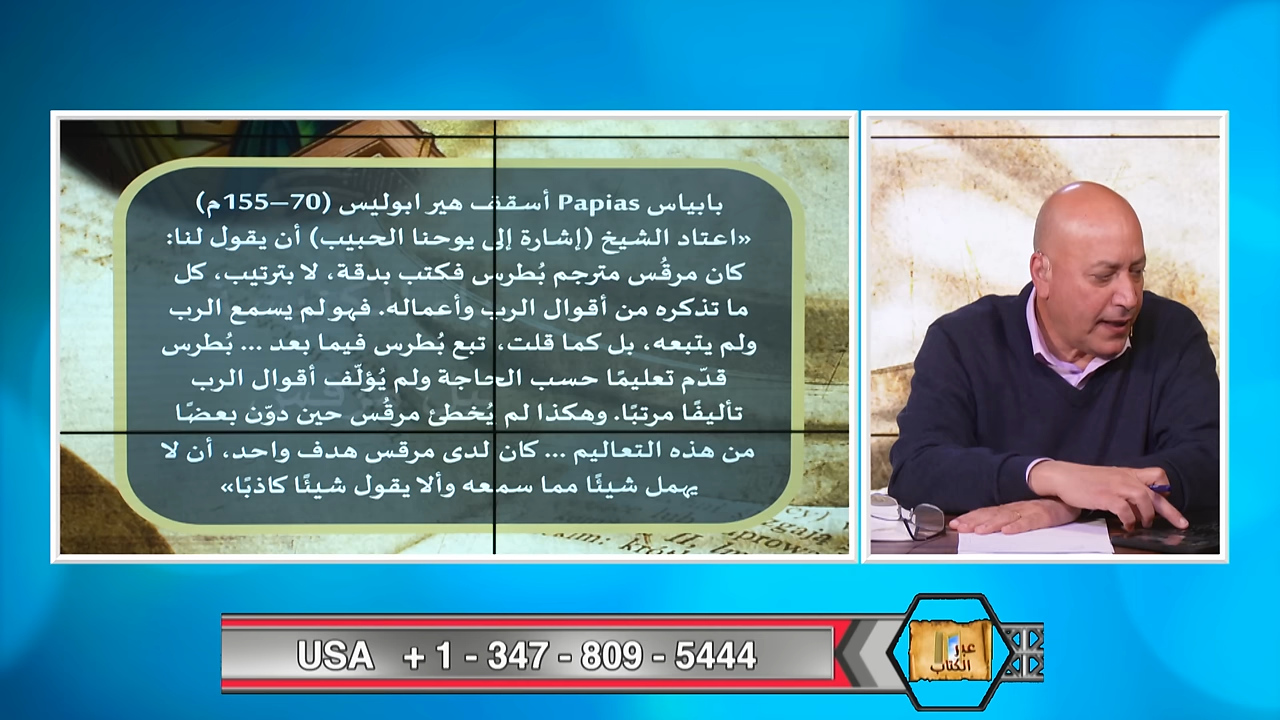 بابياس Papias أسقف هير ابوليس (70–155م)
«اعتاد الشيخ (إشارة إلى يوحنا الحبيب) أن يقول لنا:
كان مرقُس مترجم بُطرس فكتب بدقة، لا بترتيب، كل
ما تذكره من أقوال الرب وأعماله. فهو لم يسمع الرب
ولم يتبعه، بل كما قلت، تبع بُطرس فيما بعد ... بُطرس
قدّم تعليمًا حسب الحاجة ولم يُؤلّف أقوال الرب
تأليفًا مرتبًا. وهكذا لم يُخطئ مرقُس حين دوّن بعضًا
من هذه التعاليم ... كان لدى مرقس هدف واحد، أن لا
يهمل شيئًا مما سمعه وألا يقول شيئًا كاذبًا»
USA + 1 - 347 - 809 - 5444
عبر
الكتاب